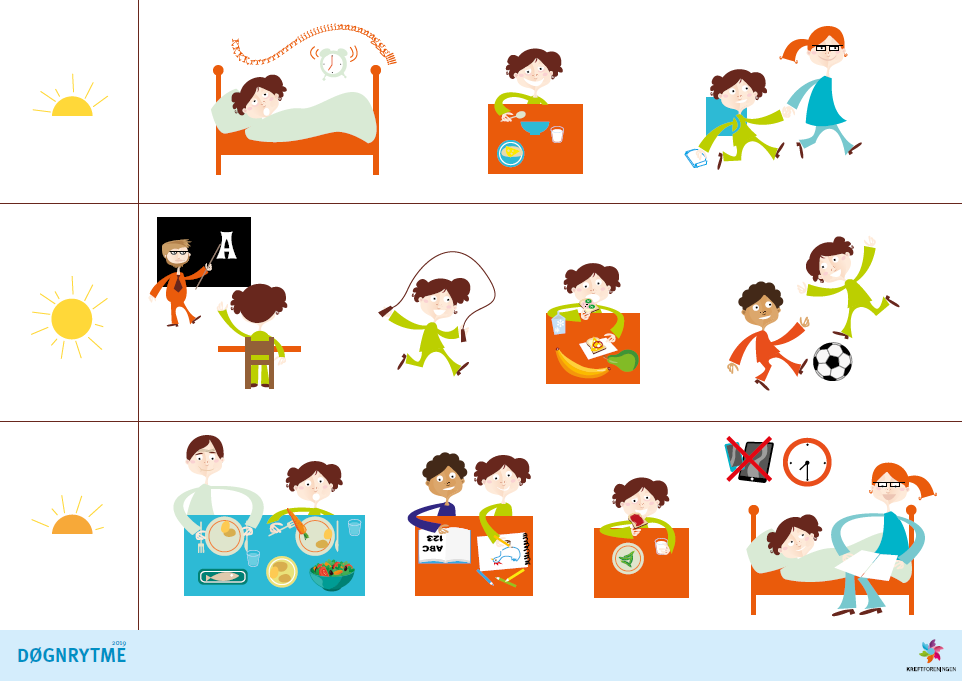 A
ABC
123
2019
DØGNRYTME
KREFTFORENINGEN